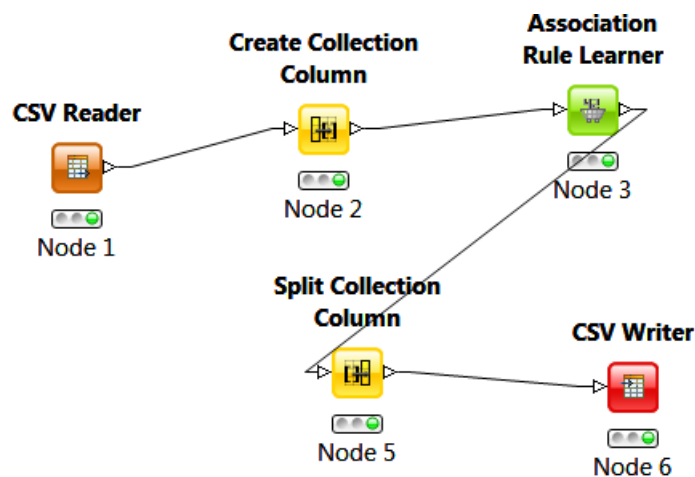 Association
Rule Learner
Create Collection
Column
CSV Reader
Node 3
Node 2
Node 1
Split Collection
Column
CSV Writer
Node 5
Node 6